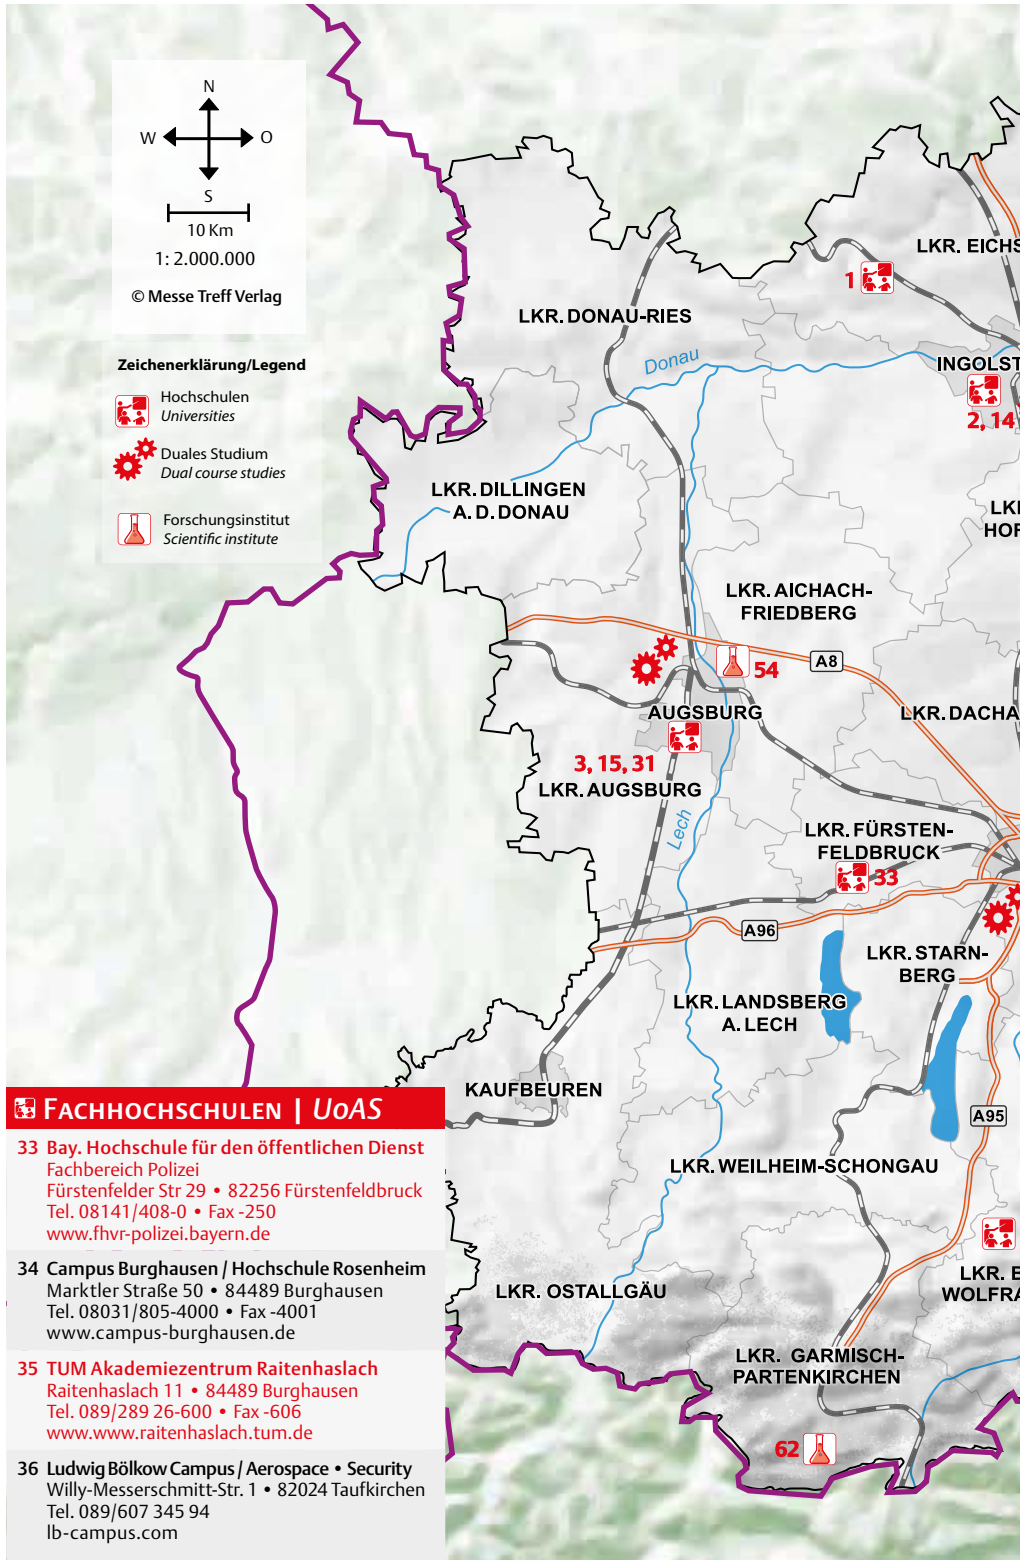 N
W
O
S
10 Km
1: 2.000.000
© Messe Treff Verlag
Zeichenerklärung/Legend
Hochschulen
Universities
Duales Studium
Dual course studies
Forschungsinstitut
Scientific institute
LKR. EICHS
1
LKR. DONAU-RIES
Donau
INGOLST
2, 14
LKR. DILLINGEN
A. D. DONAU
LKR. AICHACH-
FRIEDBERG
54
A8
AUGSBURG
LKR. DACHA
3, 15, 31
LKR. AUGSBURG
Lech
LKR. FÜRSTEN-
FELDBRUCK
33
A96
LKR. STARN-
BERG
LKR. LANDSBERG
A. LECH
KAUFBEUREN
A95
LKR. WEILHEIM-SCHONGAU
LKR. OSTALLGÄU
WOLFRA
LKR. GARMISCH-
PARTENKIRCHEN
62
FACHHOCHSCHULEN | UoAS
33 Bay. Hochschule für den öffentlichen Dienst
Fachbereich Polizei
Fürstenfelder Str 29 • 82256 Fürstenfeldbruck
Tel. 08141/408-0 • Fax -250
www.fhvr-polizei.bayern.de
34 Campus Burghausen / Hochschule Rosenheim
Marktler Straße 50 • 84489 Burghausen
Tel. 08031/805-4000 • Fax -4001
www.campus-burghausen.de
35 TUM Akademiezentrum Raitenhaslach
Raitenhaslach 11 • 84489 Burghausen
Tel. 089/289 26-600 • Fax -606
www.www.raitenhaslach.tum.de
36 Ludwig Bölkow Campus / Aerospace • Security
Willy-Messerschmitt-Str. 1 • 82024 Taufkirchen
Tel. 089/607 345 94
lb-campus.com